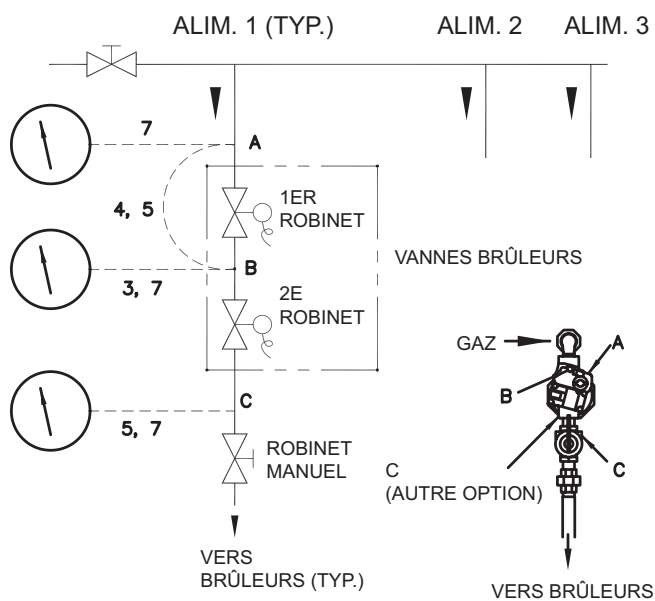 ALIM. 1 (TYP.)
ALIM. 2
ALIM. 3
7
A
4, 5
1ER
ROBINET
B
3, 7
VANNES BRÛLEURS
2E
ROBINET
GAZ
A
B
C
5, 7
ROBINET
MANUEL
C
(AUTRE OPTION)
C
VERS
BRÛLEURS (TYP.)
VERS BRÛLEURS